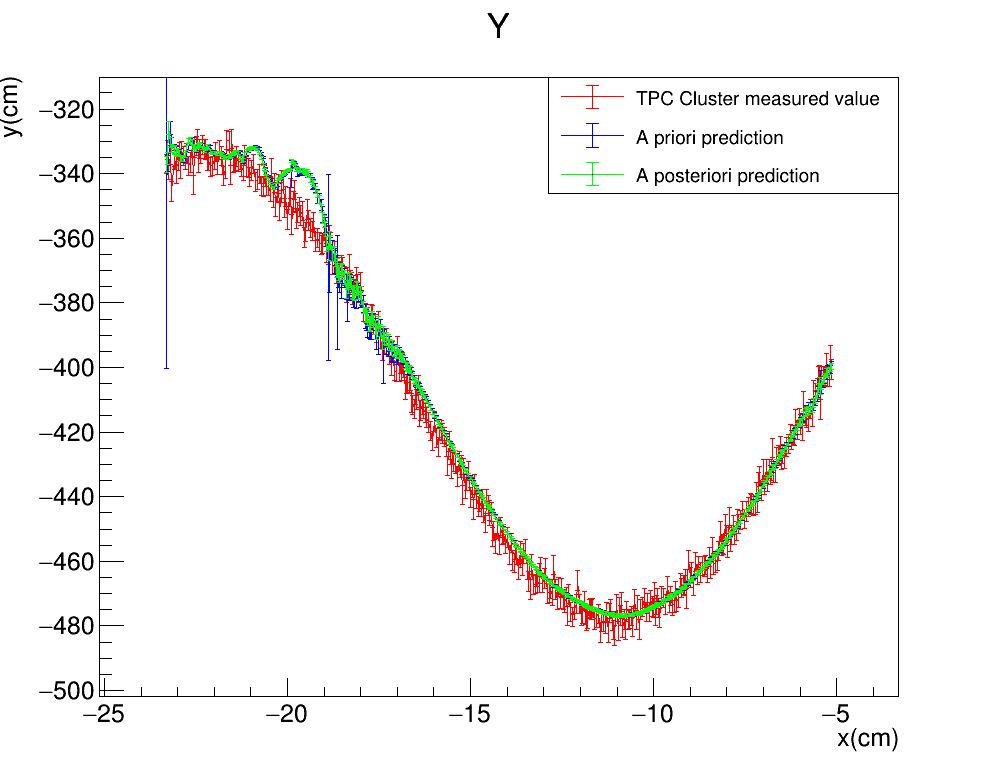 Y
y(cm)
TPC Cluster measured value
A priori prediction
A posteriori prediction
−320
−340
−360
−380
−400
−420
−440
−460
−480
−500
−25 −20 −15 −10 −5
x(cm)